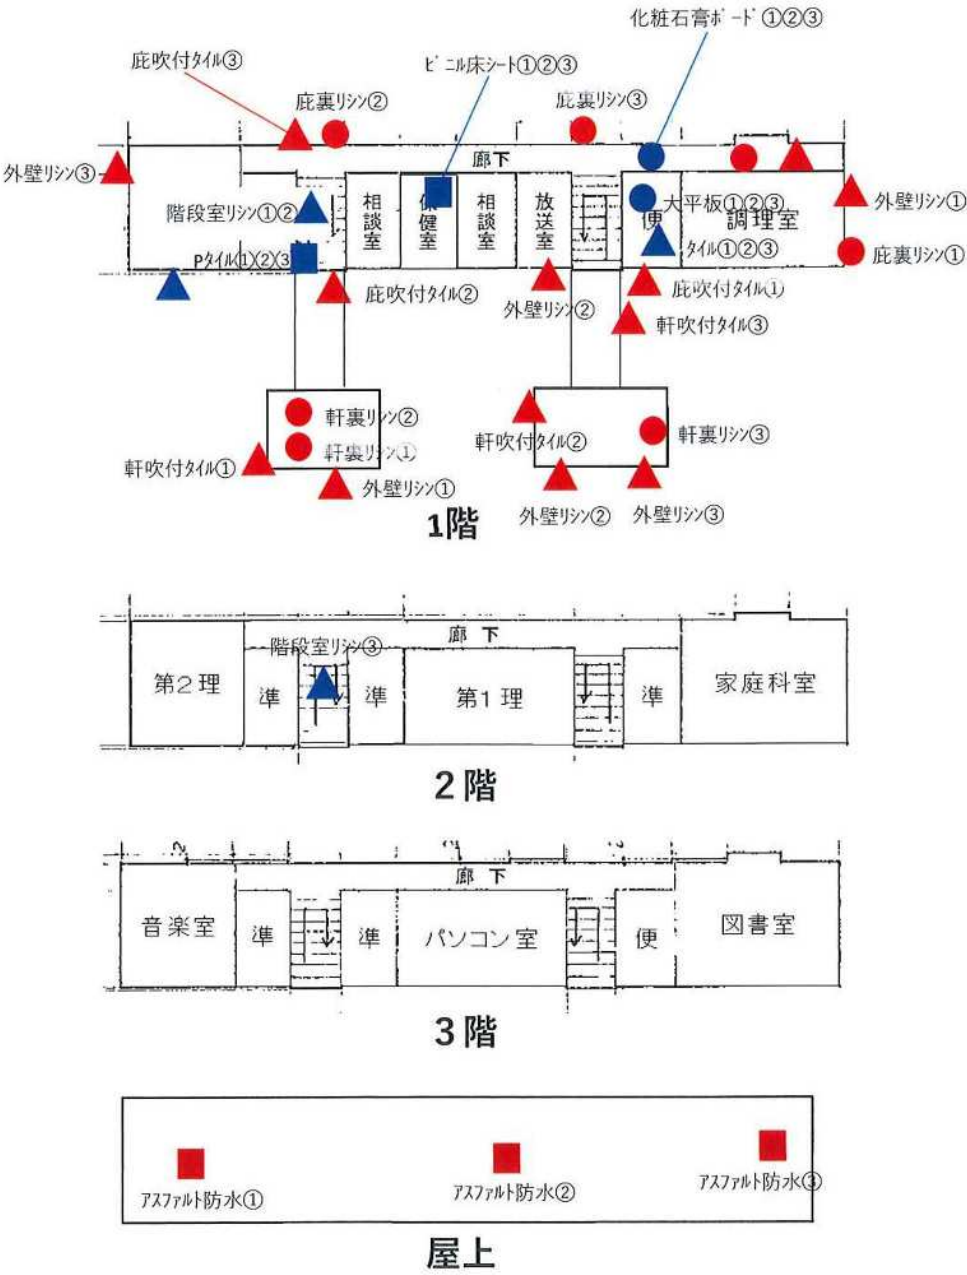 化粧石膏ﾎﾞｰﾄﾞ①②③
庇吹付ﾀｲﾙ③
ﾋﾞﾆﾙ床ｼｰﾄ①②③
庇裏ﾘｼﾝ②
庇裏ﾘｼﾝ③
廊下
外壁ﾘｼﾝ③
階段室ﾘｼﾝ①②
相談室
保健室
相談室
放送室
便
大平板①②③
調理室
外壁ﾘｼﾝ①
Pﾀｲﾙ①②③
ﾀｲﾙ①②③
庇裏ﾘｼﾝ①
庇吹付ﾀｲﾙ②
外壁ﾘｼﾝ②
庇吹付ﾀｲﾙ①
軒吹付ﾀｲﾙ③
軒裏ﾘｼﾝ②
軒裏ﾘｼﾝ①
軒吹付ﾀｲﾙ②
軒裏ﾘｼﾝ③
軒吹付ﾀｲﾙ①
外壁ﾘｼﾝ①
外壁ﾘｼﾝ②
外壁ﾘｼﾝ③
1階
廊下
階段室ﾘｼﾝ③
第2理
準
準
第1理
準
家庭科室
2階
廊下
音楽室
準
準
パソコン室
便
図書室
3階
ｱｽﾌｧﾙﾄ防水①
ｱｽﾌｧﾙﾄ防水②
ｱｽﾌｧﾙﾄ防水③
屋上